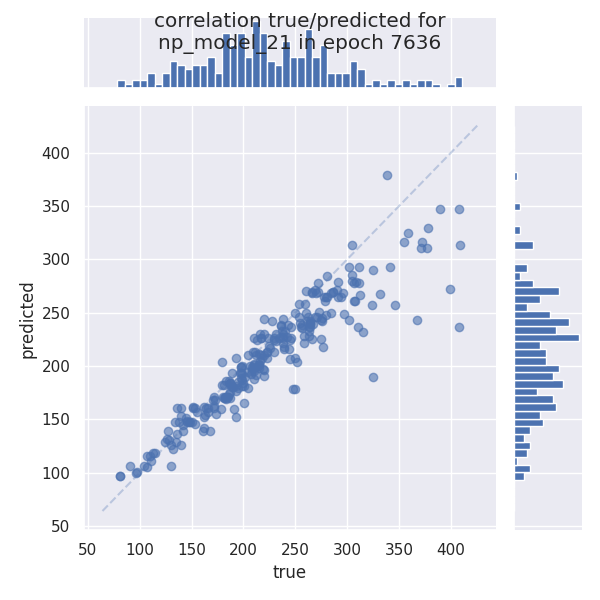 correlation true/predicted for
np_model_21 in epoch 7636
400
350
300
250
200
150
100
50
predicted
50 100 150 200 250 300 350 400
true